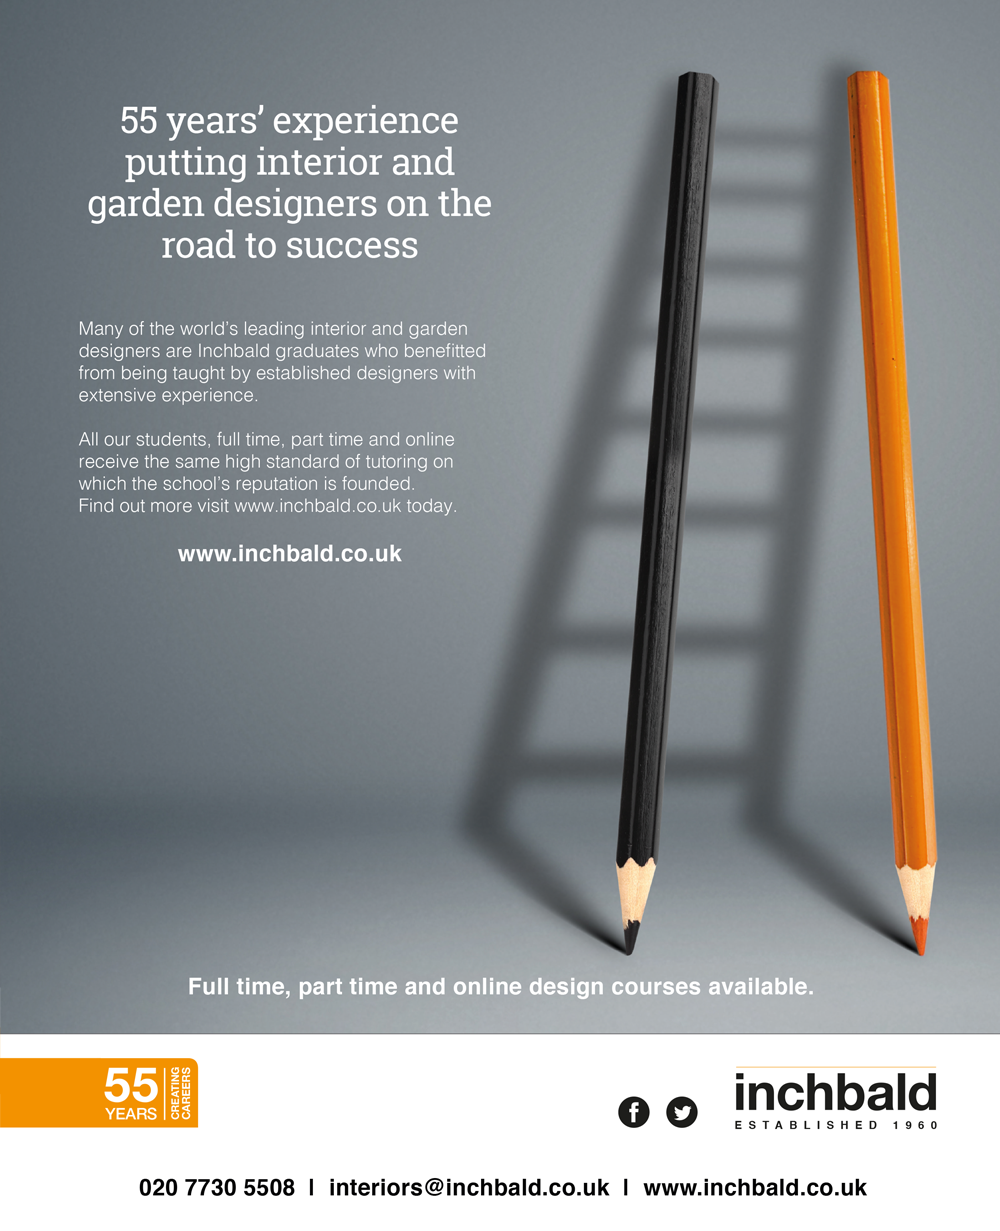 55 years’ experience
putting interior and
garden designers on the
road to success
Many of the world’s leading interior and garden
designers are Inchbald graduates who benefitted
from being taught by established designers with
extensive experience.
All our students, full time, part time and online
receive the same high standard of tutoring on
which the school’s reputation is founded.
Find out more visit www.inchbald.co.uk today.
www.inchbald.co.uk
Full time, part time and online design courses available.
55
YEARS
CREATING
CAREERS
inchbald
ESTABLISHED 1960
020 7730 5508 | interiors@inchbald.co.uk | www.inchbald.co.uk